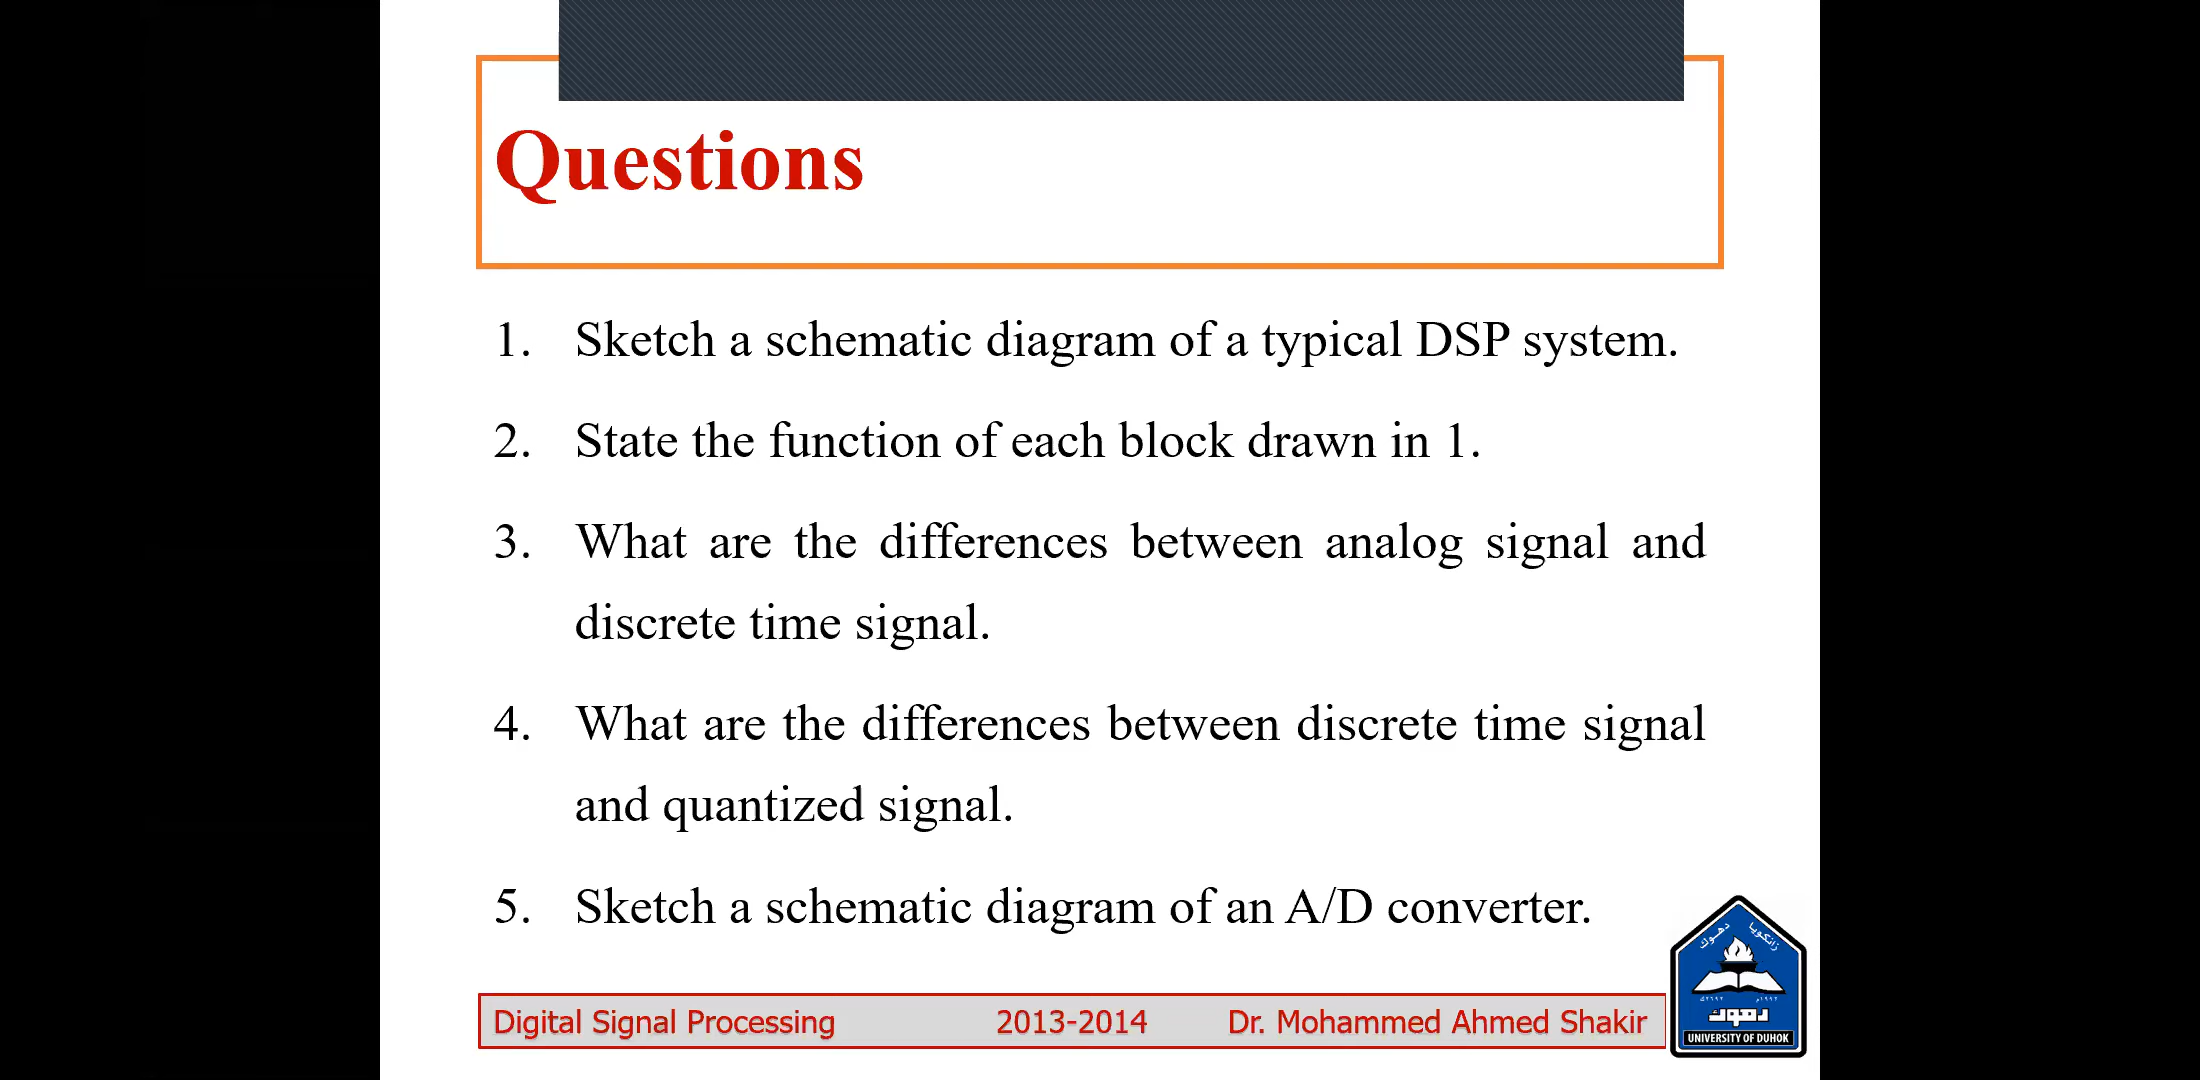 Questions
1. Sketch a schematic diagram of a typical DSP system.
2. State the function of each block drawn in 1.
3. What are the differences between analog signal and
discrete time signal.
4. What are the differences between discrete time signal
and quantized signal.
5. Sketch a schematic diagram of an A/D converter.
Digital Signal Processing 2013-2014 Dr. Mohammed Ahmed Shakir
زانكويا دهوك
UNIVERSITY OF DUHOK